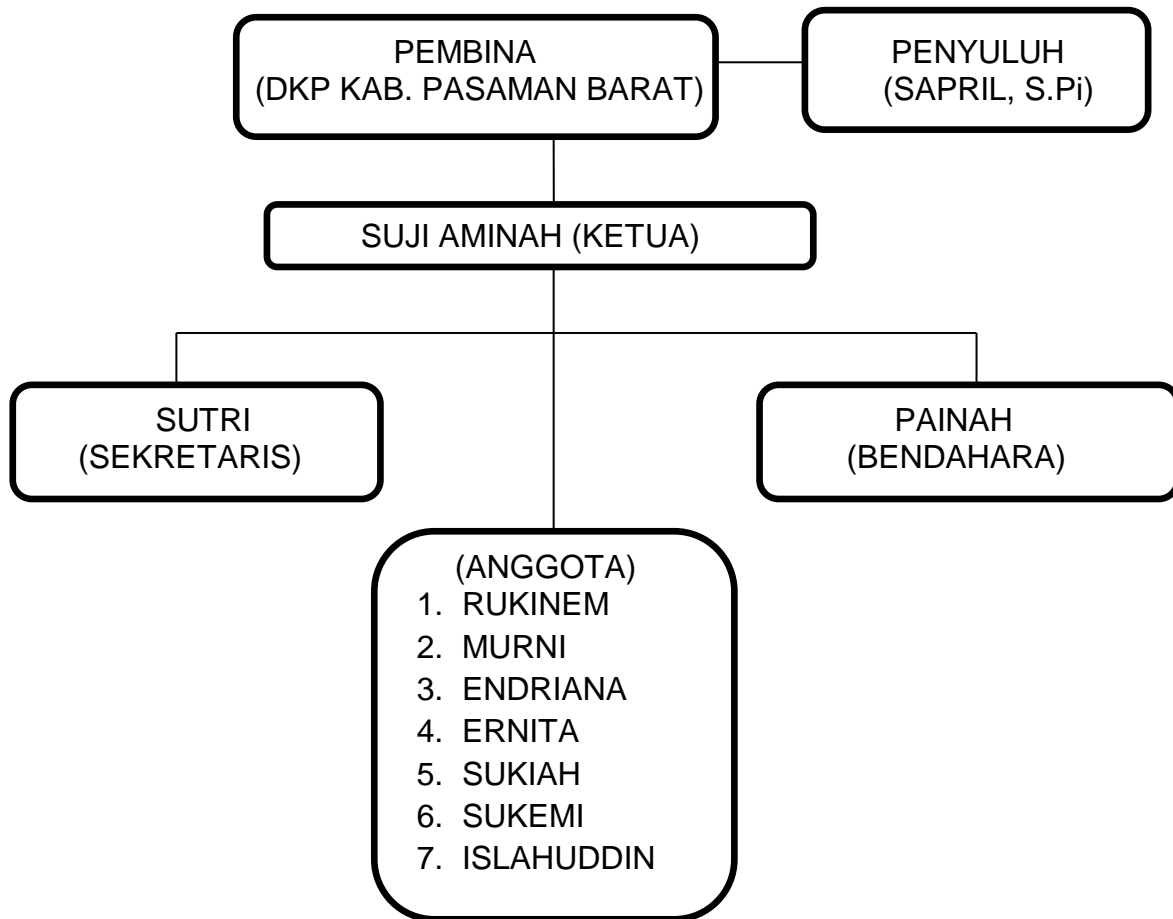 PEMBINA
(DKP KAB. PASAMAN BARAT)
PENYULUH
(SAPRIL, S.Pi)
SUJI AMINAH (KETUA)
SUTRI
(SEKRETARIS)
PAINAH
(BENDAHARA)
(ANGGOTA)
1. RUKINEM
2. MURNI
3. ENDRIANA
4. ERNITA
5. SUKIAH
6. SUKEMI
7. ISLAHUDDIN